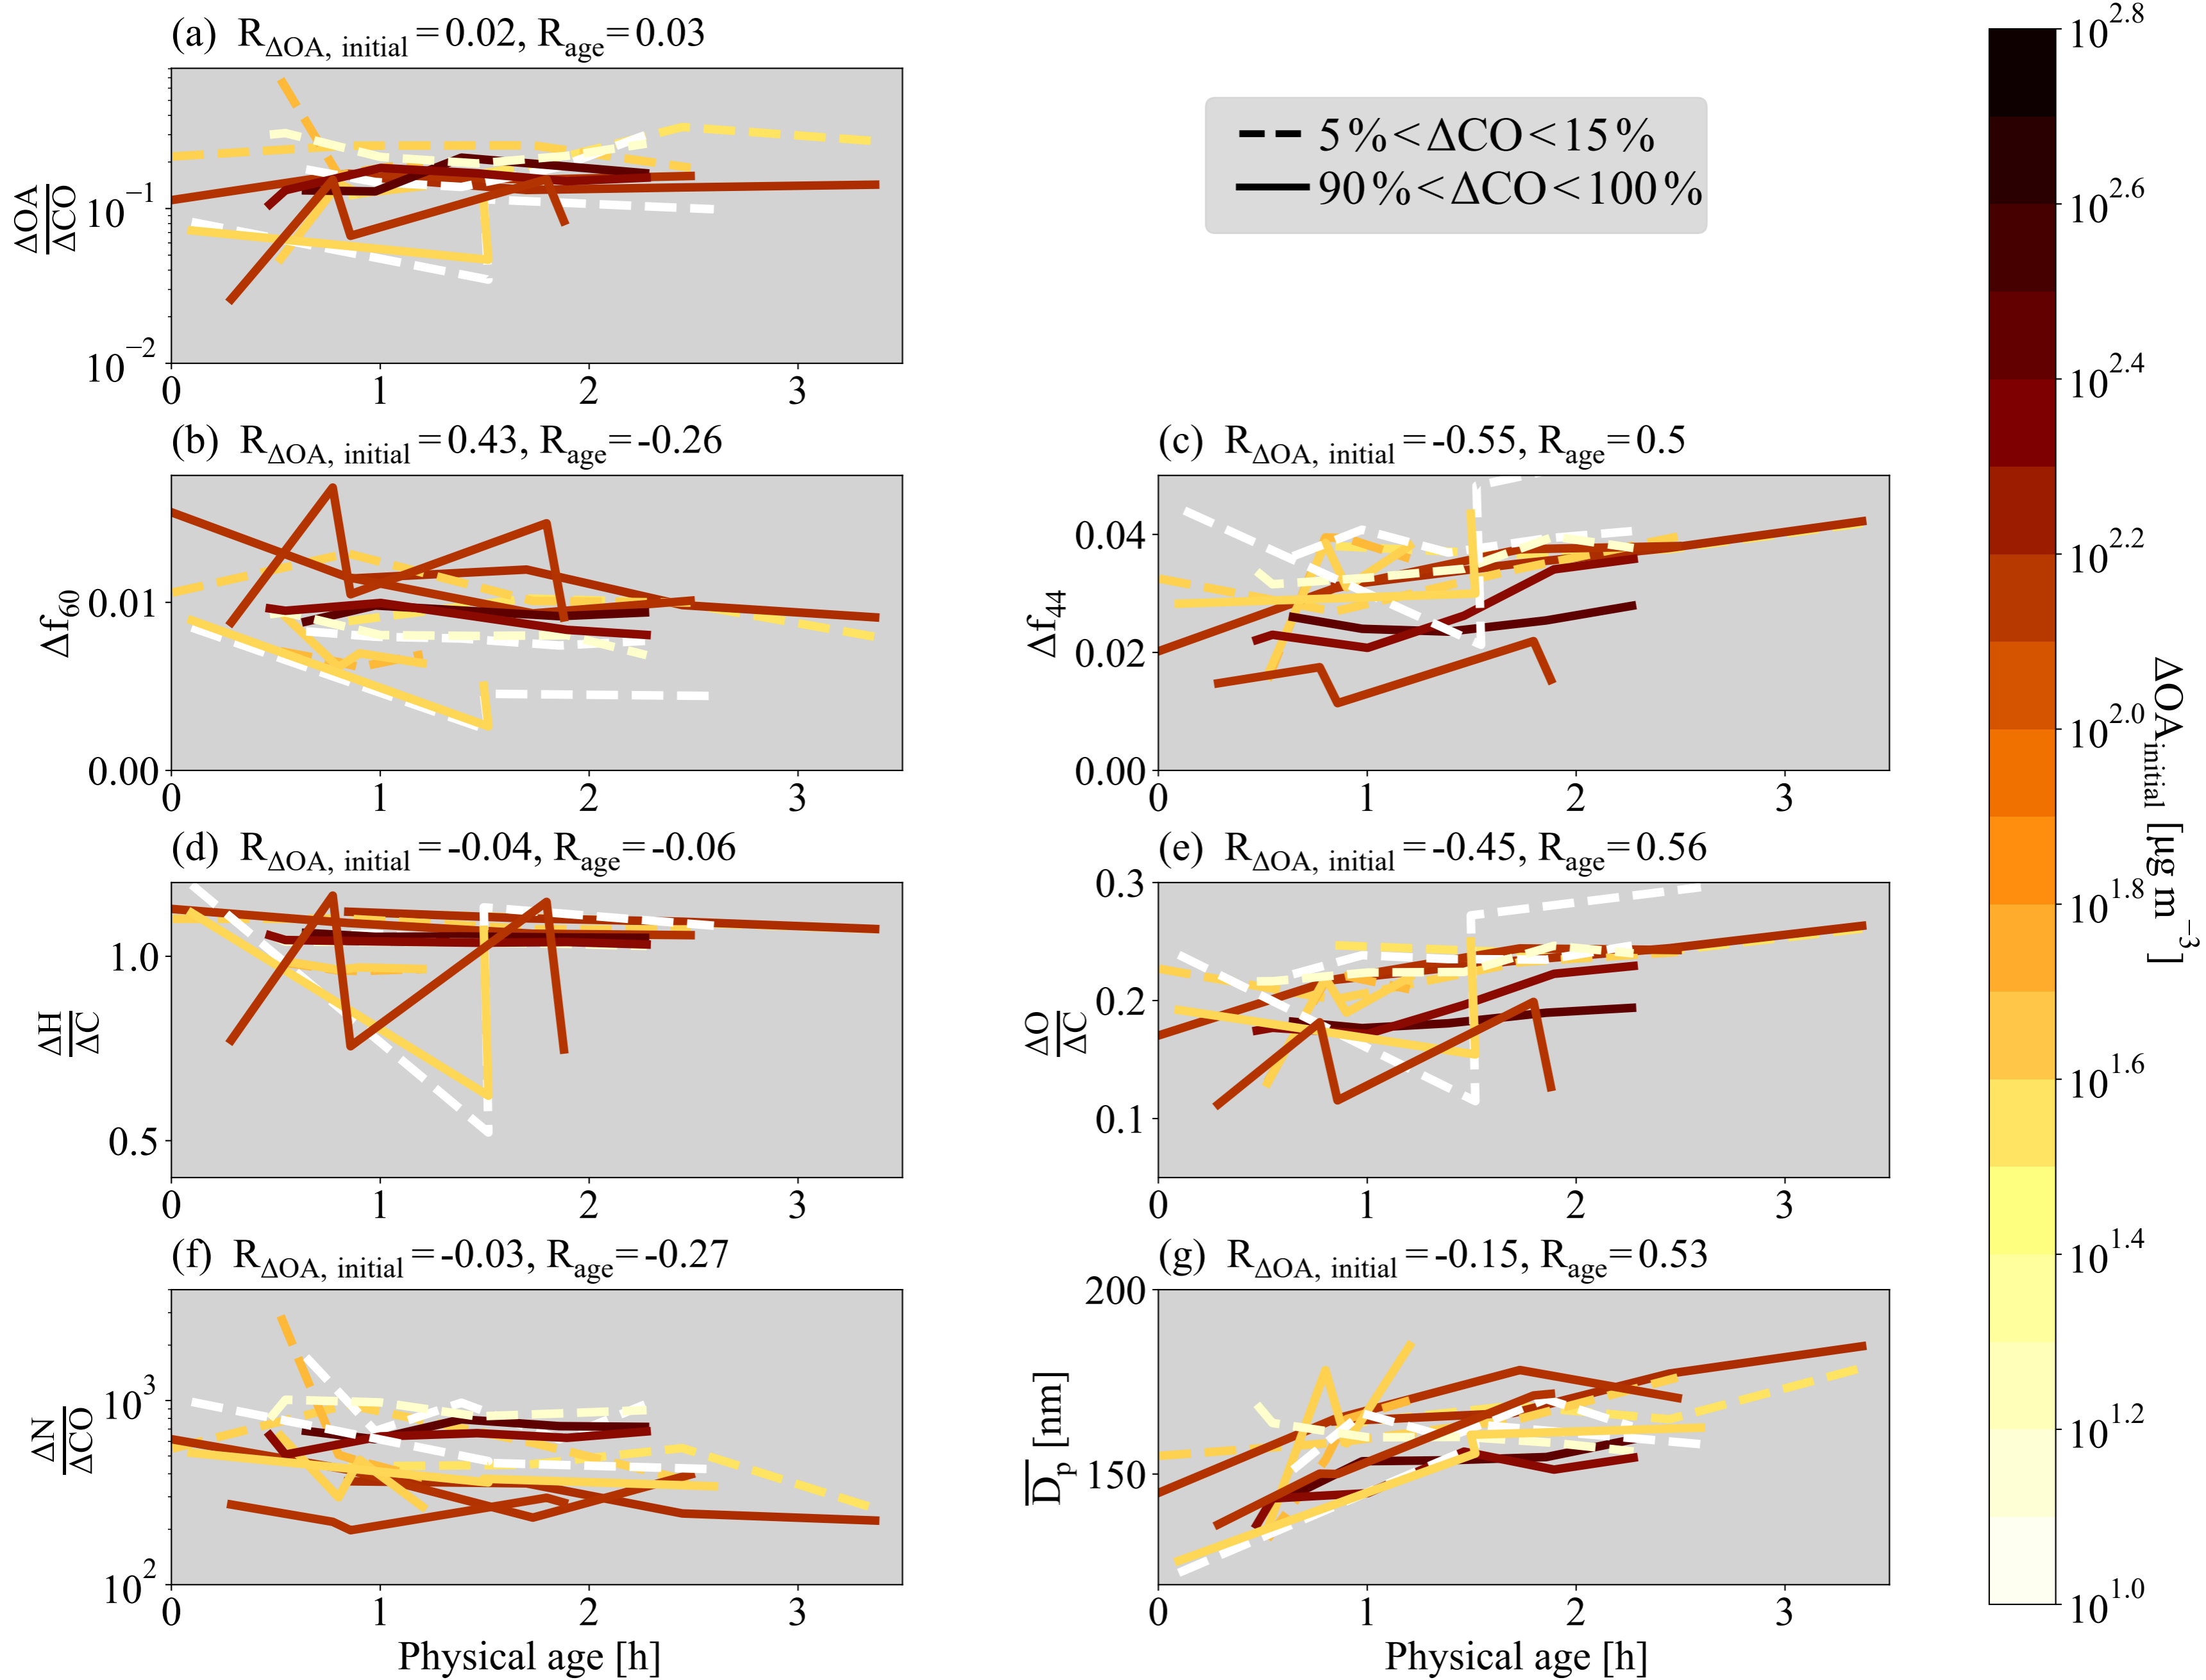 (a) R_ΔOA, initial = 0.02, R_age = 0.03
ΔOA/ΔCO
10^−1
10^−2
0 1 2 3
5 % < ΔCO < 15 %
90 % < ΔCO < 100 %
(b) R_ΔOA, initial = 0.43, R_age = -0.26
Δf_60
0.01
0.00
0 1 2 3
(c) R_ΔOA, initial = -0.55, R_age = 0.5
Δf_44
0.04
0.02
0.00
0 1 2 3
(d) R_ΔOA, initial = -0.04, R_age = -0.06
ΔH/ΔC
1.0
0.5
0 1 2 3
(e) R_ΔOA, initial = -0.45, R_age = 0.56
ΔO/ΔC
0.3
0.2
0.1
0 1 2 3
(f) R_ΔOA, initial = -0.03, R_age = -0.27
ΔN/ΔCO
10^3
10^2
0 1 2 3
Physical age [h]
(g) R_ΔOA, initial = -0.15, R_age = 0.53
D_p [nm]
200
150
0 1 2 3
Physical age [h]
10^2.8
10^2.6
10^2.4
10^2.2
10^2.0
10^1.8
10^1.6
10^1.4
10^1.2
10^1.0
ΔOA_initial [μg m^−3]